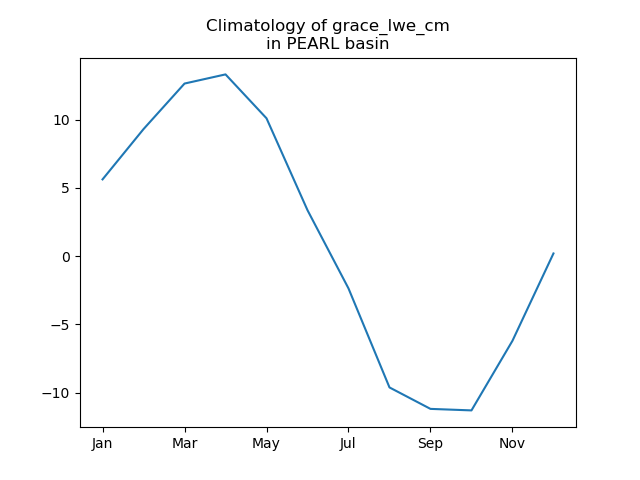 Climatology of grace_lwe_cm
in PEARL basin
10
5
0
−5
−10
Jan
Mar
May
Jul
Sep
Nov